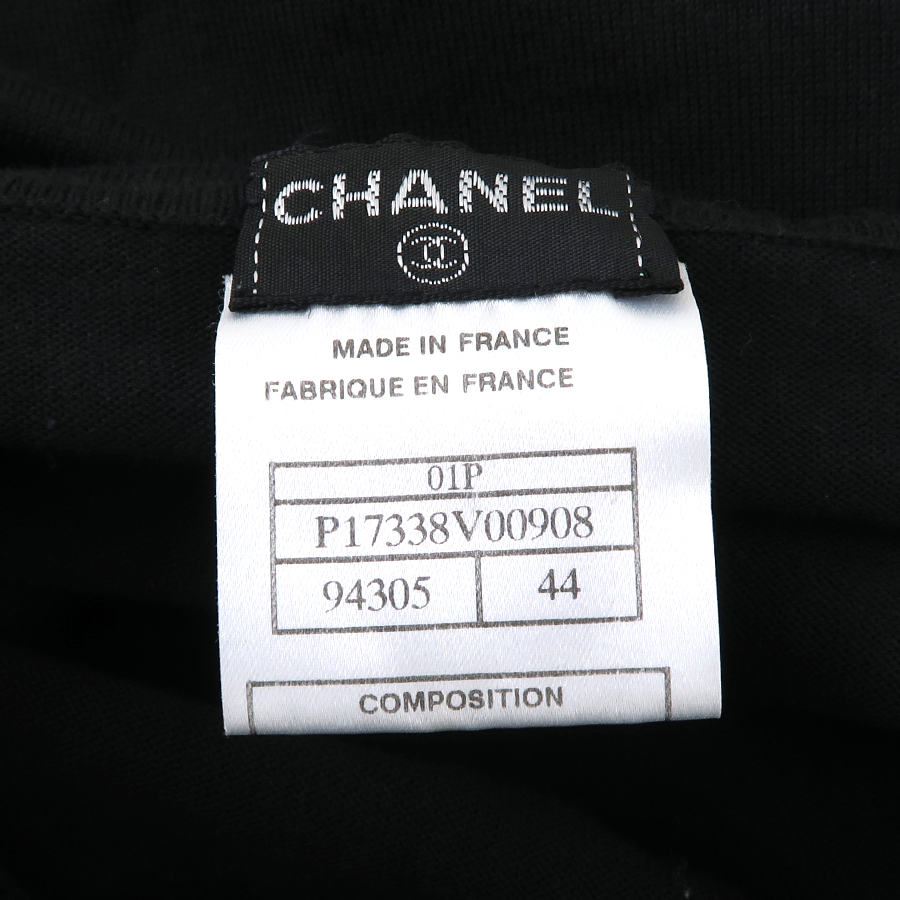 CHANEL
MADE IN FRANCE
FABRIQUE EN FRANCE
01P
P17338V00908
94305 44
COMPOSITION